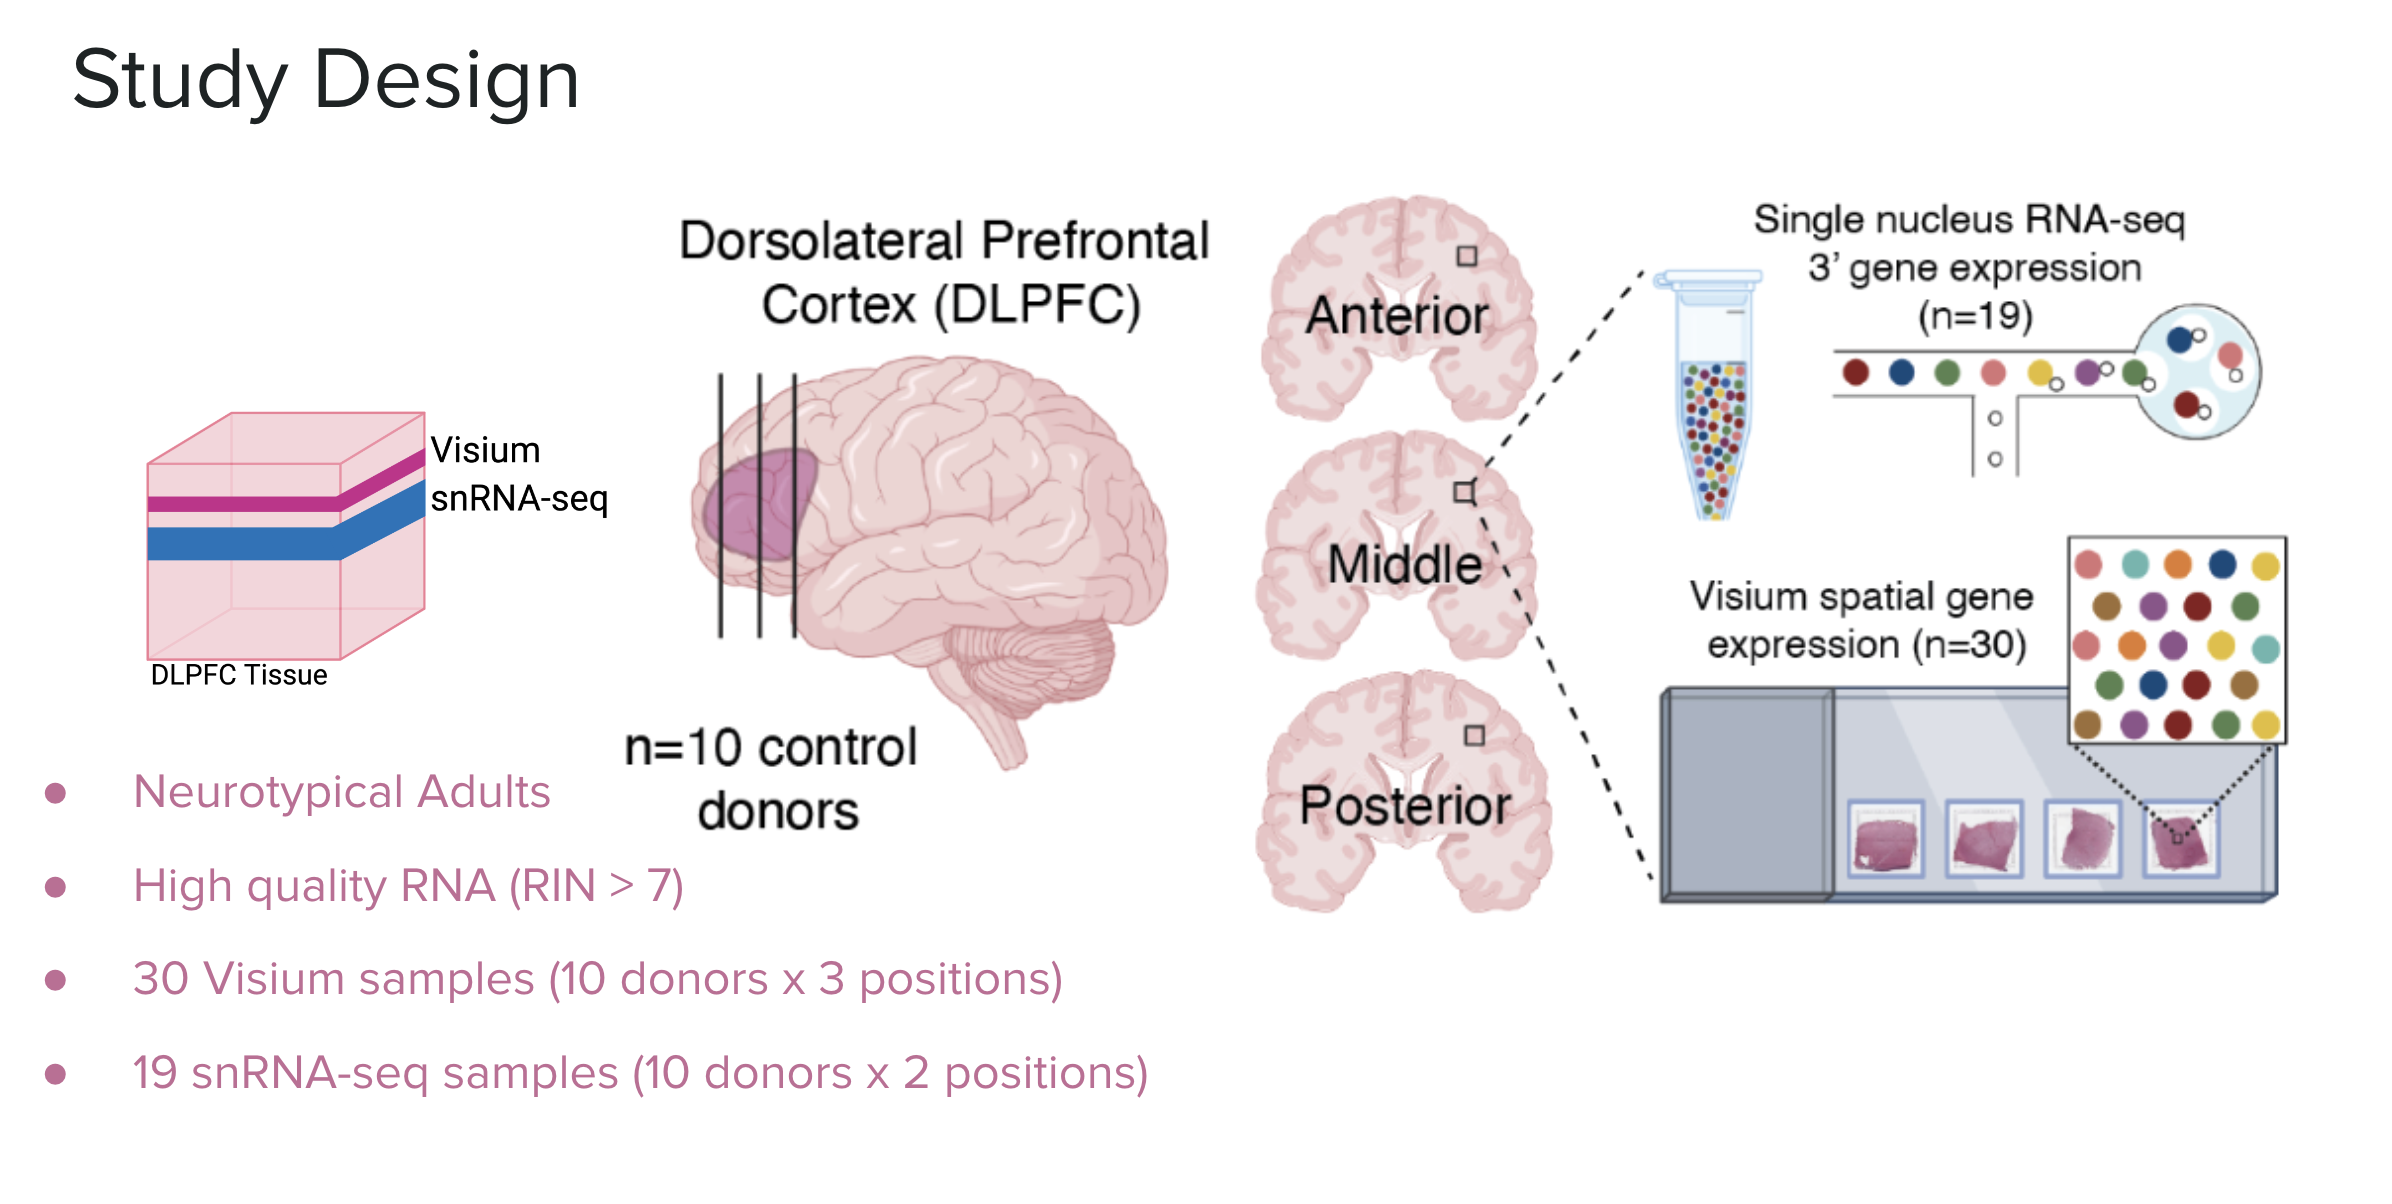 Study Design
Visium
snRNA-seq
DLPFC Tissue
Dorsolateral Prefrontal
Cortex (DLPFC)
n=10 control
donors
Anterior
Middle
Posterior
Single nucleus RNA-seq
3’ gene expression
(n=19)
Visium spatial gene
expression (n=30)
● Neurotypical Adults
● High quality RNA (RIN > 7)
● 30 Visium samples (10 donors x 3 positions)
● 19 snRNA-seq samples (10 donors x 2 positions)